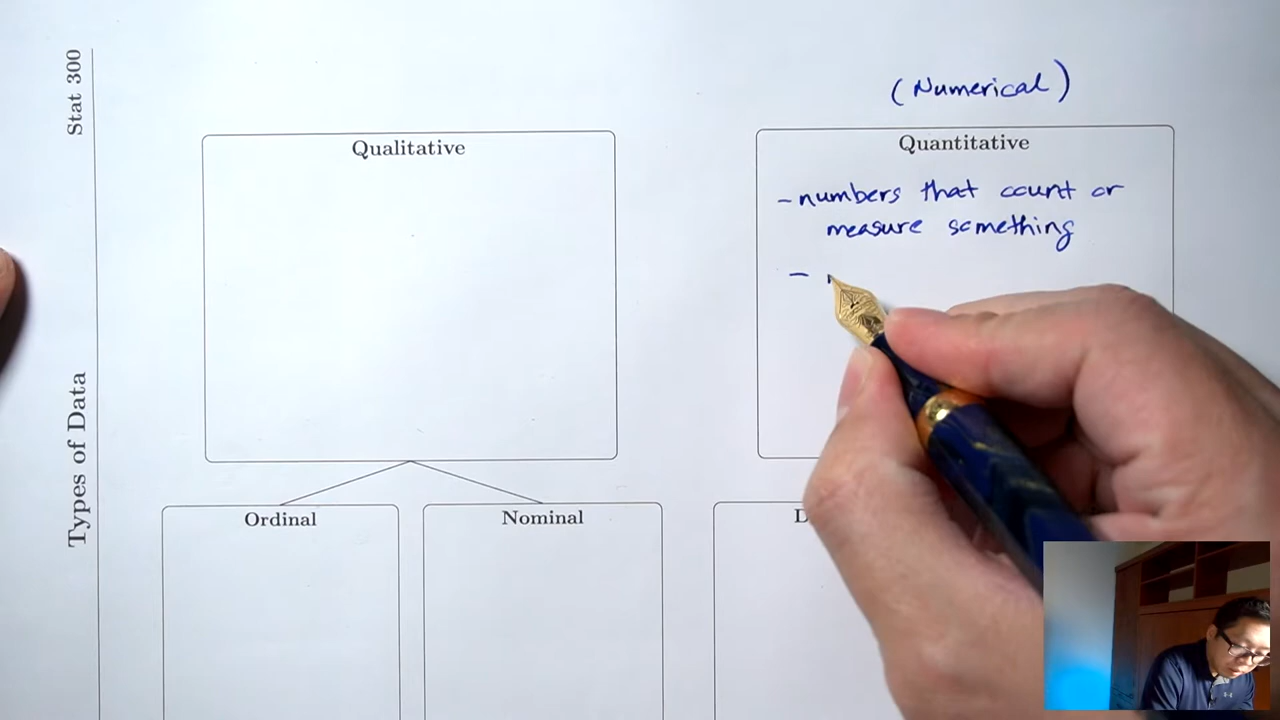 Stat 300
Types of Data
(Numerical)
Qualitative
Quantitative
- numbers that count or
measure something
-
Ordinal
Nominal